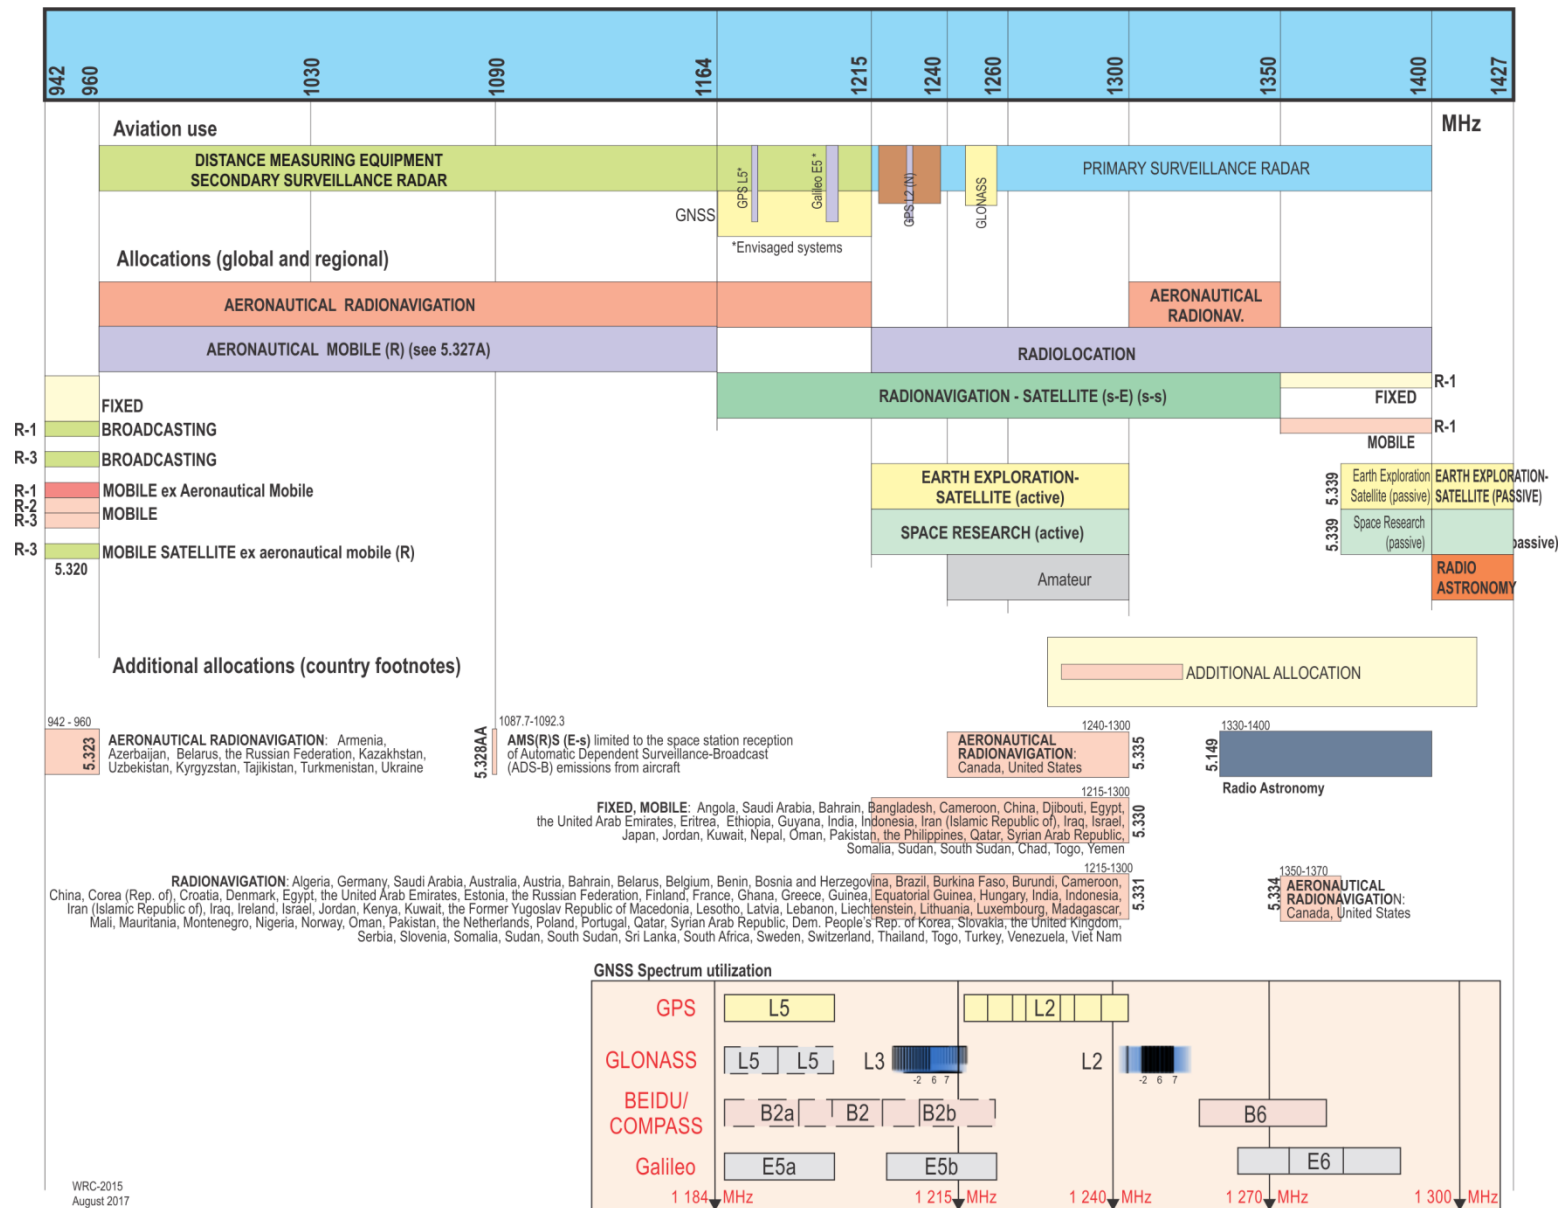 942
960
1030
1090
1164
1215
1240
1260
1300
1350
1400
1427
Aviation use
MHz
DISTANCE MEASURING EQUIPMENT
SECONDARY SURVEILLANCE RADAR
GPS L5*
Galileo E5 *
GPS L2 (N)
GLONASS
PRIMARY SURVEILLANCE RADAR
GNSS
*Envisaged systems
Allocations (global and regional)
AERONAUTICAL RADIONAVIGATION
AERONAUTICAL
RADIONAV.
AERONAUTICAL MOBILE (R) (see 5.327A)
RADIOLOCATION
RADIONAVIGATION - SATELLITE (s-E) (s-s)
R-1
FIXED
R-1
MOBILE
FIXED
R-1 BROADCASTING
R-3 BROADCASTING
R-1 MOBILE ex Aeronautical Mobile
R-2
R-3 MOBILE
R-3 MOBILE SATELLITE ex aeronautical mobile (R)
5.320
EARTH EXPLORATION-
SATELLITE (active)
SPACE RESEARCH (active)
Amateur
5.339
Earth Exploration
Satellite (passive)
EARTH EXPLORATION-
SATELLITE (PASSIVE)
5.339
Space Research
(passive)
passive)
RADIO
ASTRONOMY
Additional allocations (country footnotes)
ADDITIONAL ALLOCATION
942 - 960
5.323
AERONAUTICAL RADIONAVIGATION: Armenia,
Azerbaijan, Belarus, the Russian Federation, Kazakhstan,
Uzbekistan, Kyrgyzstan, Tajikistan, Turkmenistan, Ukraine
1087.7-1092.3
5.328AA
AMS(R)S (E-s) limited to the space station reception
of Automatic Dependent Surveillance-Broadcast
(ADS-B) emissions from aircraft
1240-1300
AERONAUTICAL
RADIONAVIGATION:
Canada, United States
5.335
1330-1400
5.149
Radio Astronomy
1215-1300
FIXED, MOBILE: Angola, Saudi Arabia, Bahrain, Bangladesh, Cameroon, China, Djibouti, Egypt,
the United Arab Emirates, Eritrea, Ethiopia, Guyana, India, Indonesia, Iran (Islamic Republic of), Iraq, Israel,
Japan, Jordan, Kuwait, Nepal, Oman, Pakistan, the Philippines, Qatar, Syrian Arab Republic,
Somalia, Sudan, South Sudan, Chad, Togo, Yemen
5.330
1215-1300
RADIONAVIGATION: Algeria, Germany, Saudi Arabia, Australia, Austria, Bahrain, Belarus, Belgium, Benin, Bosnia and Herzegovina, Brazil, Burkina Faso, Burundi, Cameroon,
China, Corea (Rep. of), Croatia, Denmark, Egypt, the United Arab Emirates, Estonia, the Russian Federation, Finland, France, Ghana, Greece, Guinea, Equatorial Guinea, Hungary, India, Indonesia,
Iran (Islamic Republic of), Iraq, Ireland, Israel, Jordan, Kenya, Kuwait, the Former Yugoslav Republic of Macedonia, Lesotho, Latvia, Lebanon, Liechtenstein, Lithuania, Luxembourg, Madagascar,
Mali, Mauritania, Montenegro, Nigeria, Norway, Oman, Pakistan, the Netherlands, Poland, Portugal, Qatar, Syrian Arab Republic, Dem. People's Rep. of Korea, Slovakia, the United Kingdom,
Serbia, Slovenia, Somalia, Sudan, South Sudan, Sri Lanka, South Africa, Sweden, Switzerland, Thailand, Togo, Turkey, Venezuela, Viet Nam
5.331
1350-1370
5.334
AERONAUTICAL
RADIONAVIGATION:
Canada, United States
GNSS Spectrum utilization
GPS
L5
L2
GLONASS
L5
L5
L3
-2 6 7
L2
-2 6 7
BEIDU/
COMPASS
B2a
B2
B2b
B6
Galileo
E5a
E5b
E6
1 184 MHz
1 215 MHz
1 240 MHz
1 270 MHz
1 300 MHz
WRC-2015
August 2017